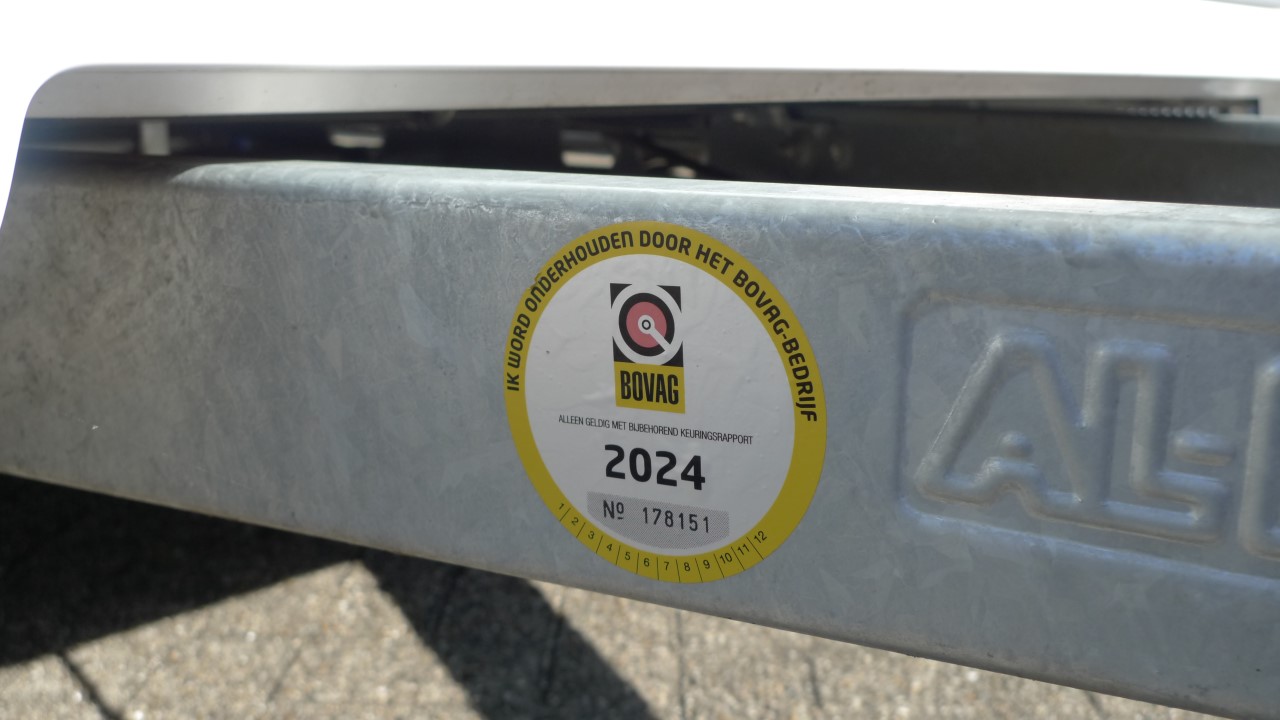 IK WORD ONDERHOUDEN DOOR HET BOVAG-BEDRIJF
BOVAG
ALLEEN GELDIG MET BIJBEHOREND KEURINGSRAPPORT
2024
Nº 178151
1 2 3 4 5 6 7 8 9 10 11 12